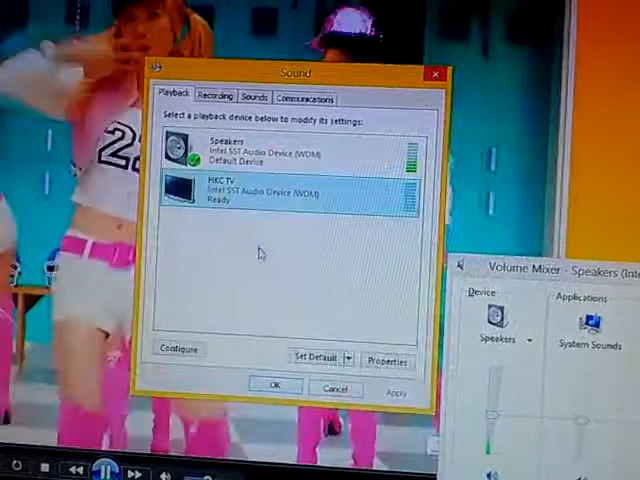 Sound
Playback Recording Sounds Communications
Select a playback device below to modify its settings:
Speakers
Intel SST Audio Device (WDM)
Default Device
HKC TV
Intel SST Audio Device (WDM)
Ready
Configure
Set Default
Properties
OK
Cancel
Apply
Volume Mixer - Speakers (Inte
Device
Applications
Speakers
System Sounds
22